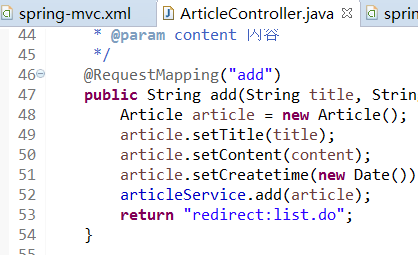 spring-mvc.xml ArticleController.java
44 * @param content 内容
45 */
46 @RequestMapping("add")
47 public String add(String title,
48 Article article = new Article();
49 article.setTitle(title);
50 article.setContent(content);
51 article.setCreatetime(new Date())
52 articleService.add(article);
53 return "redirect:list.do";
54 }